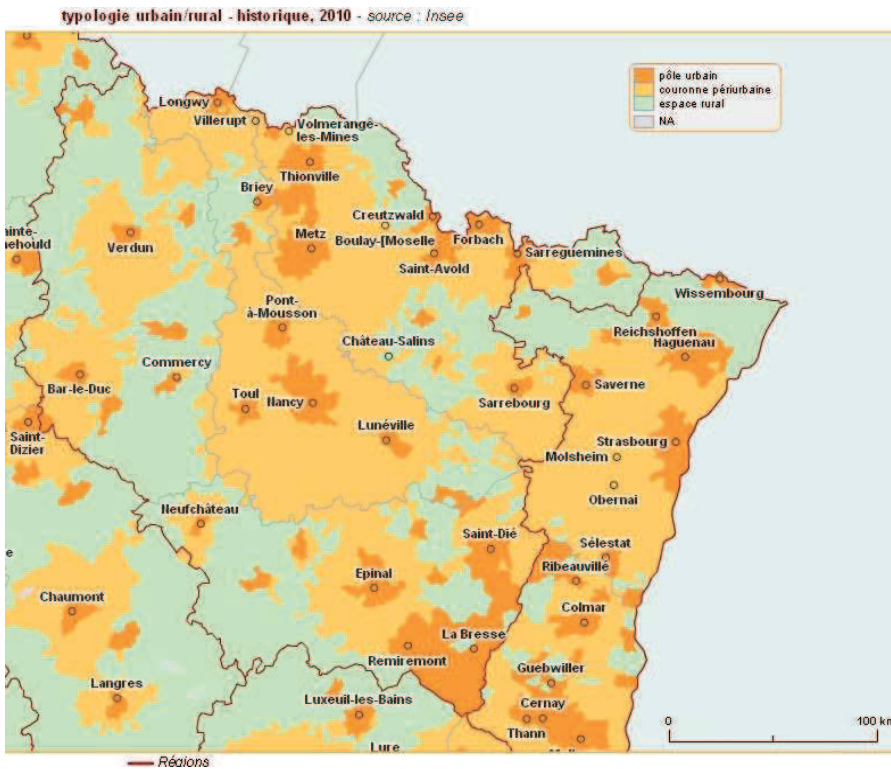 typologie urbain/rural - historique, 2010 - source : Insee
pôle urbain
couronne périurbaine
espace rural
NA
Longwy
Villerupt
Volmerange-
les-Mines
Thionville
Briey
Creutzwald
Metz
Boulay-[Moselle
Forbach
Saint-Avold
Sarreguemines
Verdun
Wissembourg
Pont-
à-Mousson
Reichshoffen
Haguenau
Château-Salins
Commercy
Bar-le-Duc
Toul
Nancy
Sarrebourg
Saverne
Saint-
Dizier
Lunéville
Strasbourg
Molsheim
Obernai
Neufchâteau
Saint-Dié
Sélestat
Ribeauvillé
Epinal
Chaumont
Colmar
La Bresse
Remiremont
Guebwiller
Langres
Luxeuil-les-Bains
Cernay
Thann
Lure
0
100 km
Régions